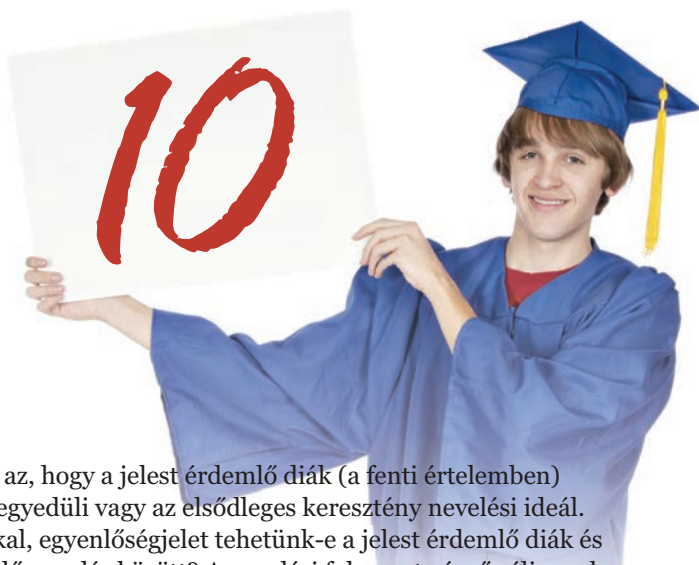 10
az, hogy a jelest érdemlő diák (a fenti értelemben)
egyedüli vagy az elsődleges keresztény nevelési ideál.
egyenlőségjelet tehetünk-e a jelest érdemlő diák és